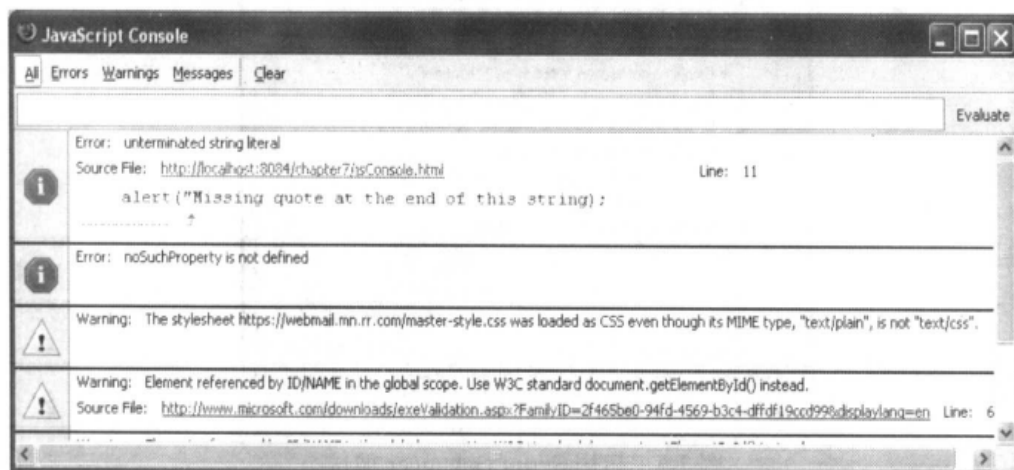 JavaScript Console
All Errors Warnings Messages Clear
Evaluate
Error: unterminated string literal
Source File: http://localhost:8084/chapter7/jsConsole.html Line: 11
alert("Missing quote at the end of this string);
Error: noSuchProperty is not defined
Warning: The stylesheet https://webmail.mn.rr.com/master-style.css was loaded as CSS even though its MIME type, "text/plain", is not "text/css".
Warning: Element referenced by ID/NAME in the global scope. Use W3C standard document.getElementById() instead.
Source File: http://www.microsoft.com/downloads/exeValidation.aspx?FamilyID=2f465be0-94fd-4569-b3c4-dffdf19ccd99&displaylang=en Line: 6